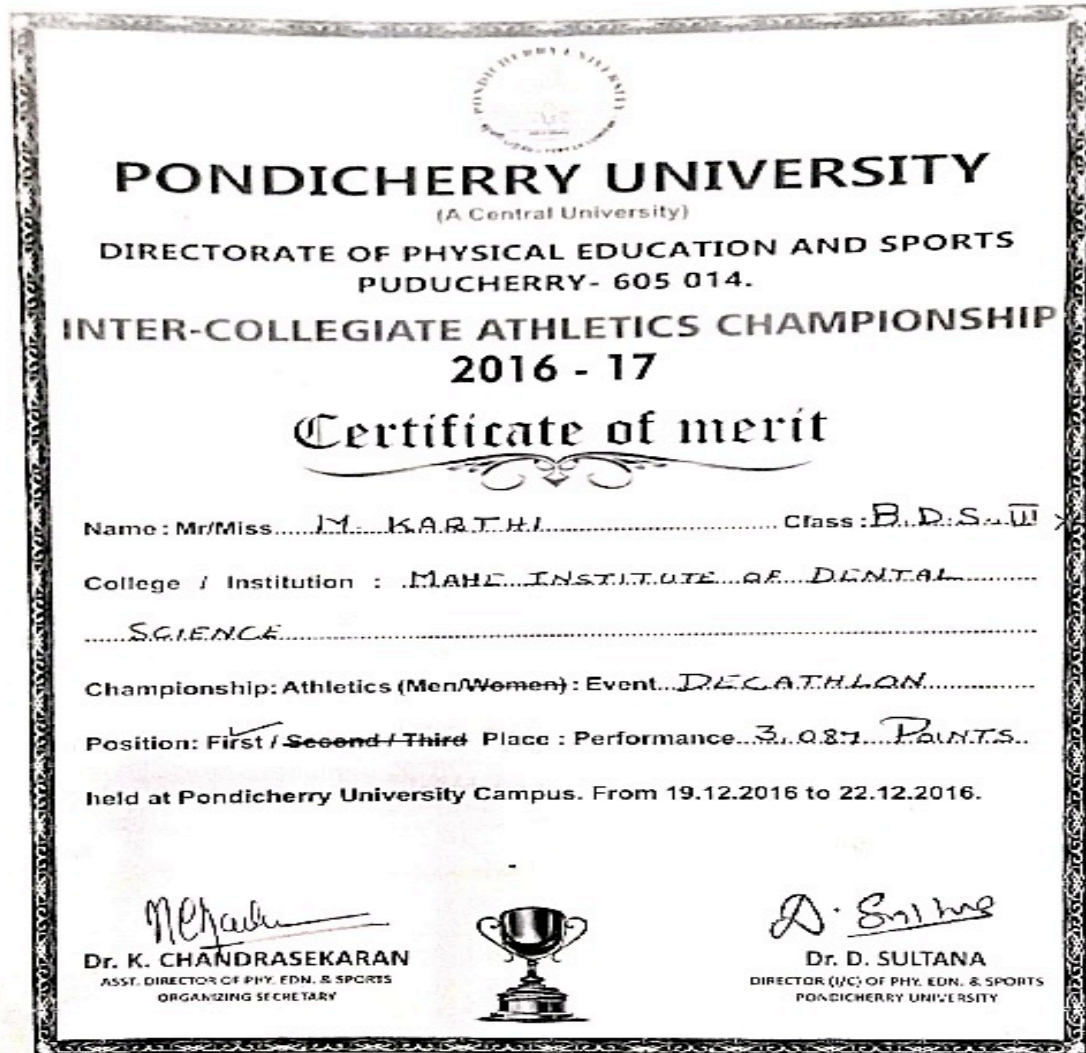 PONDICHERRY UNIVERSITY
PONDICHERRY UNIVERSITY
(A Central University)
DIRECTORATE OF PHYSICAL EDUCATION AND SPORTS
PUDUCHERRY- 605 014.
INTER-COLLEGIATE ATHLETICS CHAMPIONSHIP
2016 - 17
Certificate of merit
Name : Mr/Miss M. KARTHI Class : B.D.S. III
College / Institution : MAHE INSTITUTE OF DENTAL
SCIENCE
Championship: Athletics (Men/Women) : Event DECATHLON
Position: First / Second / Third Place : Performance 3,087 POINTS
held at Pondicherry University Campus. From 19.12.2016 to 22.12.2016.
Dr. K. CHANDRASEKARAN
ASST. DIRECTOR OF PHY. EDN. & SPORTS
ORGANIZING SECRETARY
D. Sultana
Dr. D. SULTANA
DIRECTOR (I/C) OF PHY. EDN. & SPORTS
PONDICHERRY UNIVERSITY